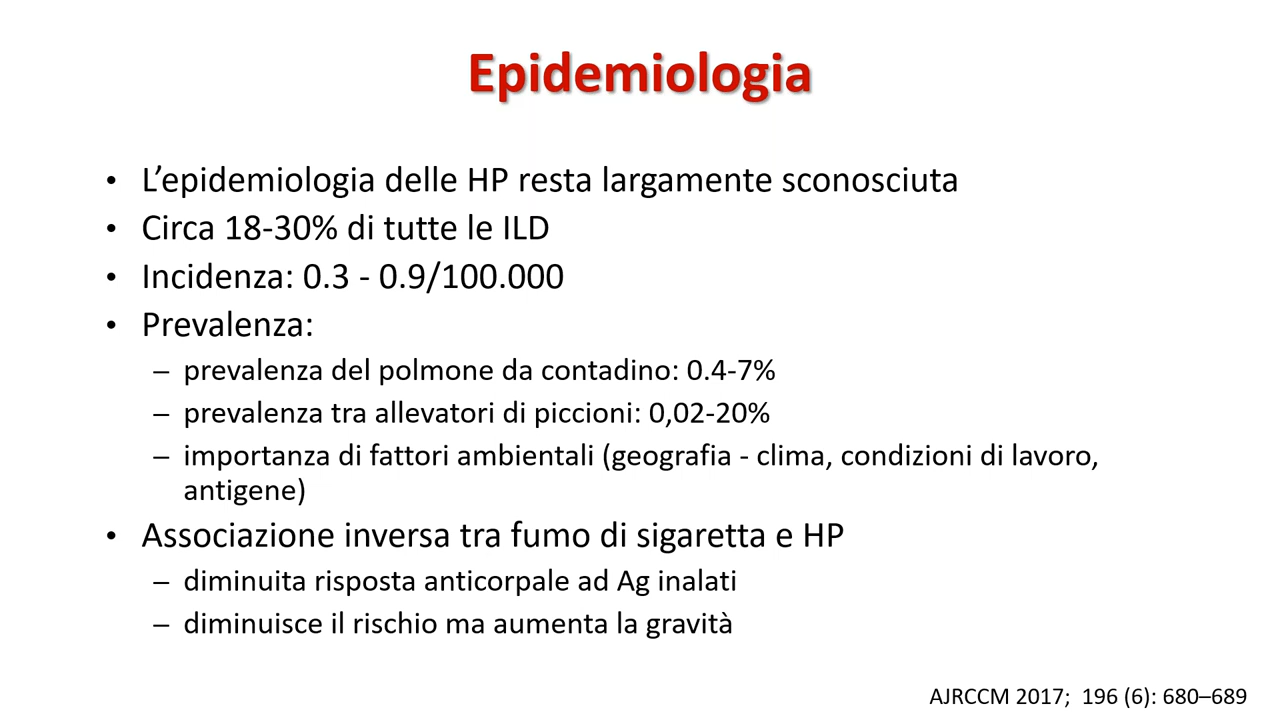 Epidemiologia
• L’epidemiologia delle HP resta largamente sconosciuta
• Circa 18-30% di tutte le ILD
• Incidenza: 0.3 - 0.9/100.000
• Prevalenza:
– prevalenza del polmone da contadino: 0.4-7%
– prevalenza tra allevatori di piccioni: 0,02-20%
– importanza di fattori ambientali (geografia - clima, condizioni di lavoro,
antigene)
• Associazione inversa tra fumo di sigaretta e HP
– diminuita risposta anticorpale ad Ag inalati
– diminuisce il rischio ma aumenta la gravità
AJRCCM 2017; 196 (6): 680–689